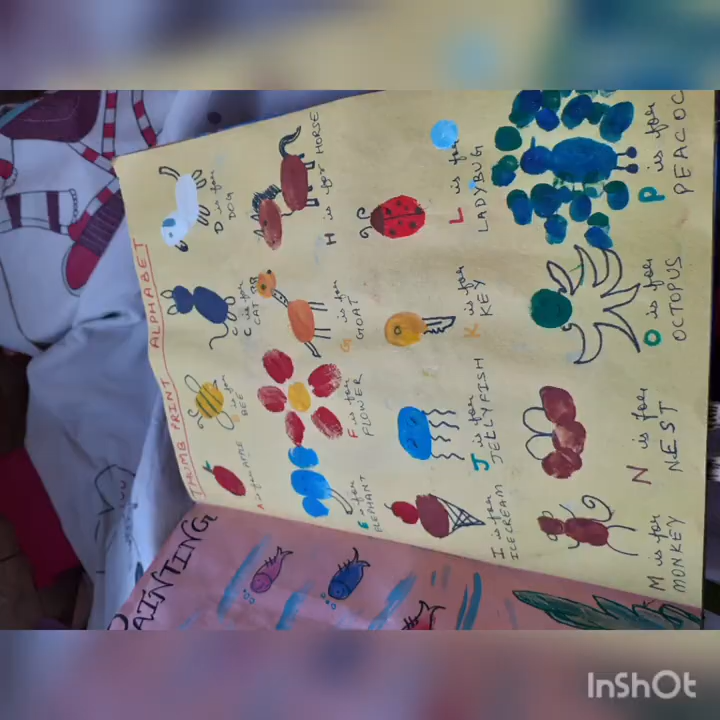 THUMB PRINT ALPHABET
A is for APPLE
B is for
BEE
C is for
CAT
D is for
DOG
E is for
ELEPHANT
F is for
FLOWER
G is for
GOAT
H is for HORSE
I is for
ICE CREAM
J is for
JELLYFISH
K is for
KEY
L is for
LADYBUG
M is for
MONKEY
N is for
NEST
O is for
OCTOPUS
P is for
PEACOC
PAINTING
InShOt